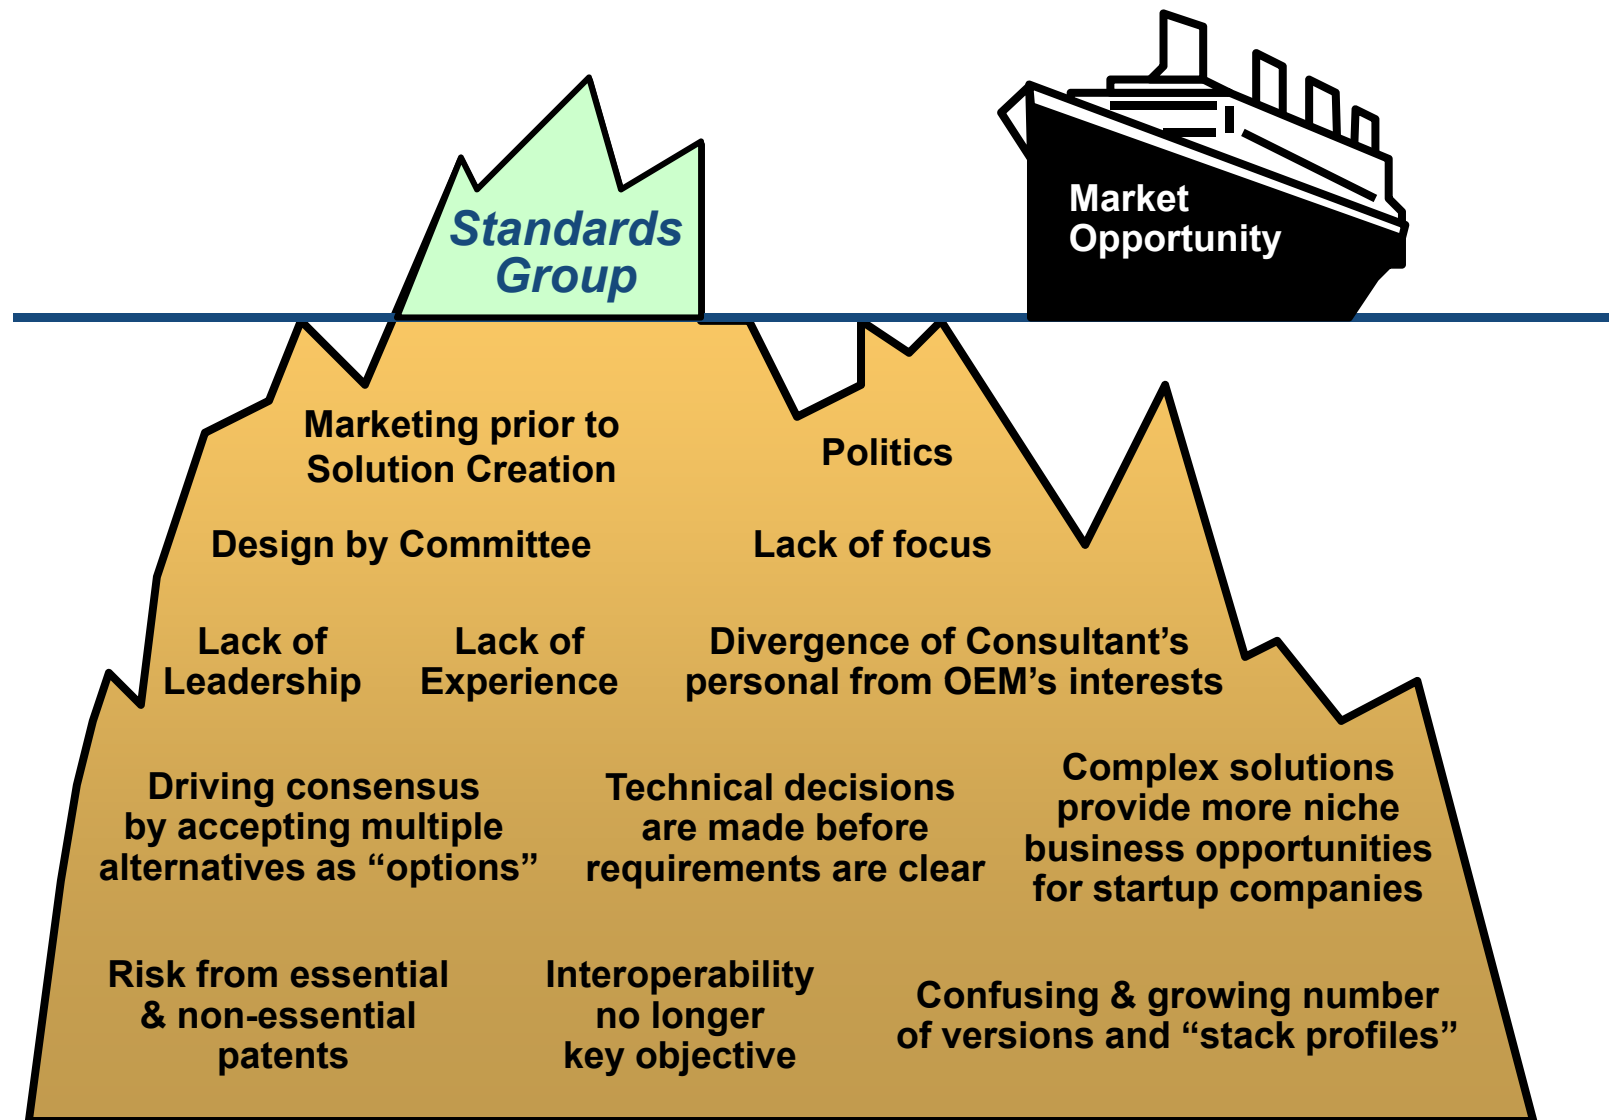 Standards
Group
Market
Opportunity
Marketing prior to
Solution Creation
Politics
Design by Committee
Lack of focus
Lack of
Leadership
Lack of
Experience
Divergence of Consultant’s
personal from OEM’s interests
Driving consensus
by accepting multiple
alternatives as “options”
Technical decisions
are made before
requirements are clear
Complex solutions
provide more niche
business opportunities
for startup companies
Risk from essential
& non-essential
patents
Interoperability
no longer
key objective
Confusing & growing number
of versions and “stack profiles”